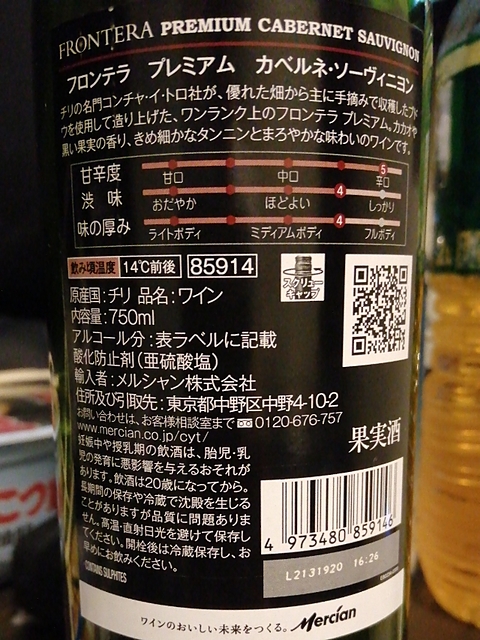 FRONTERA PREMIUM CABERNET SAUVIGNON
フロンテラ プレミアム カベルネ・ソーヴィニヨン
チリの名門コンチャ・イ・トロ社が、優れた畑から主に手摘みで収穫したブド
ウを使用して造り上げた、ワンランク上のフロンテラ プレミアム。カカオや
黒い果実の香り、きめ細かなタンニンとまろやかな味わいのワインです。
甘辛度 5
甘口 中口 辛口
渋味 4
おだやか ほどよい しっかり
味の厚み 4
ライトボディ ミディアムボディ フルボディ
飲み頃温度 14℃前後 85914
スクリューキャップ
原産国:チリ 品名:ワイン
内容量:750ml
アルコール分:表ラベルに記載
酸化防止剤(亜硫酸塩)
輸入者:メルシャン株式会社
住所及び引取先:東京都中野区中野4-10-2
お問い合わせは、お客様相談室まで 0120-676-757
www.mercian.co.jp/cyt/
果実酒
妊娠中や授乳期の飲酒は、胎児・乳
児の発育に悪影響を与えるおそれが
あります。飲酒は20歳になってから。
長期間の保存や冷蔵で沈殿を生じる
ことがありますが品質に問題ありま
せん。高温・直射日光を避けて保存し
てください。開栓後は冷蔵保存し、お
早めにお飲みください。
CONTAINS SULPHITES
4 973480 859146
L2131920 16:26
ワインのおいしい未来をつくる。 Mercian